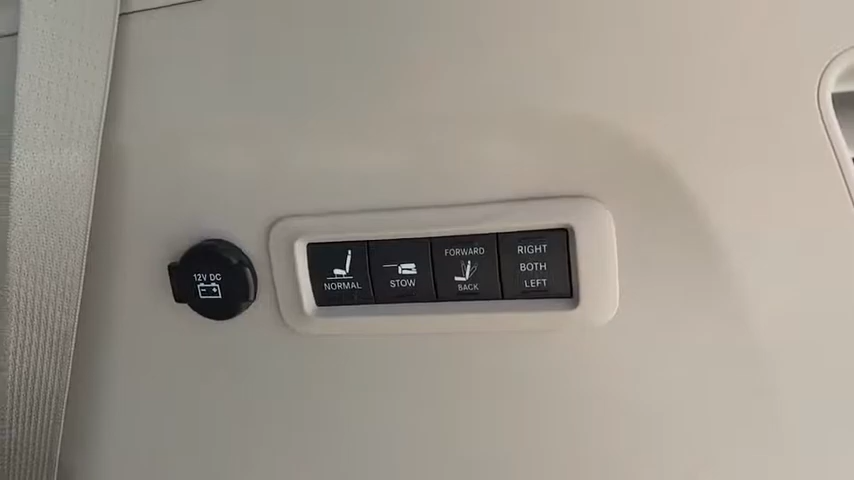 12V DC
NORMAL
STOW
FORWARD
BACK
RIGHT
BOTH
LEFT